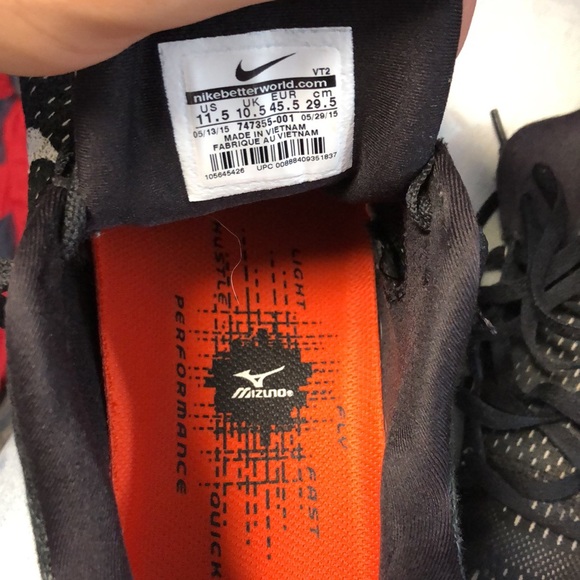 VT2
nikebetterworld.com
US UK EUR cm
11.5 10.5 45.5 29.5
05/13/15 747355-001 05/29/15
MADE IN VIETNAM
FABRIQUE AU VIETNAM
105645426 UPC 00888409351837
LIGHT
HUSTLE
PERFORMANCE
MIZUNO®
FLY
FAST
QUICK